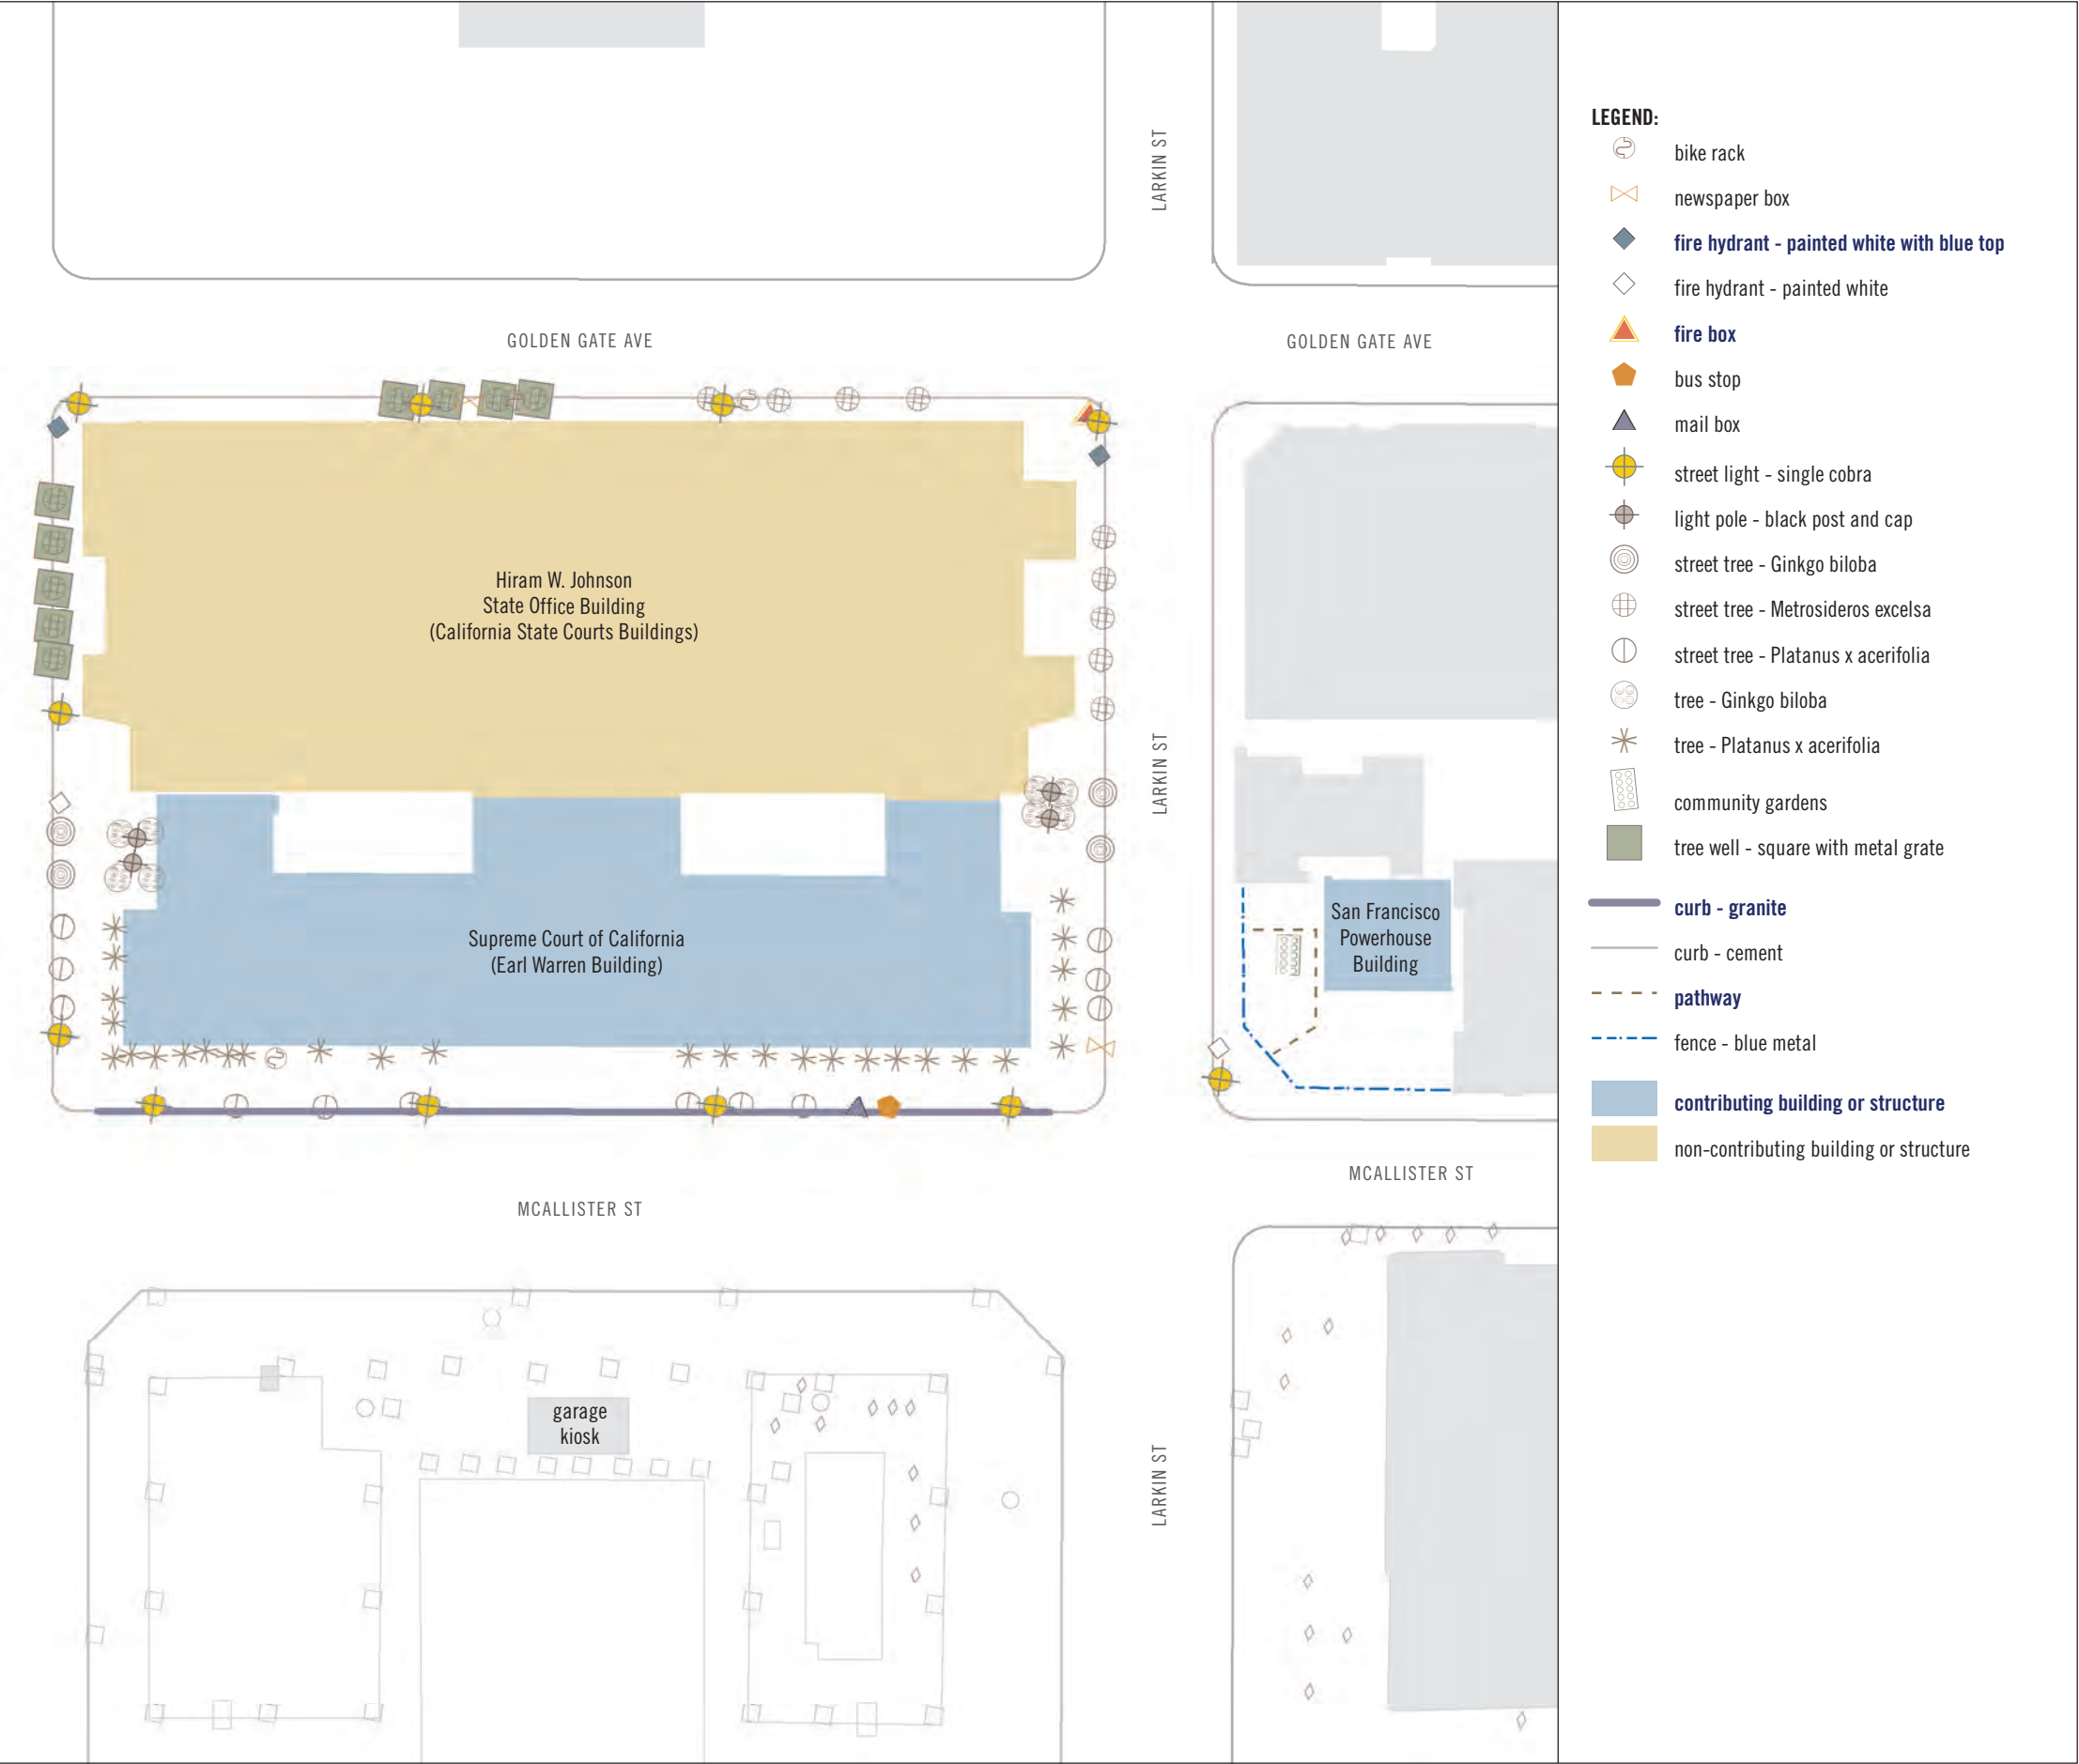 LARKIN ST
GOLDEN GATE AVE
GOLDEN GATE AVE
Hiram W. Johnson
State Office Building
(California State Courts Buildings)
LARKIN ST
Supreme Court of California
(Earl Warren Building)
San Francisco
Powerhouse
Building
MCALLISTER ST
MCALLISTER ST
garage
kiosk
LARKIN ST
LEGEND:
bike rack
newspaper box
fire hydrant - painted white with blue top
fire hydrant - painted white
fire box
bus stop
mail box
street light - single cobra
light pole - black post and cap
street tree - Ginkgo biloba
street tree - Metrosideros excelsa
street tree - Platanus x acerifolia
tree - Ginkgo biloba
tree - Platanus x acerifolia
community gardens
tree well - square with metal grate
curb - granite
curb - cement
pathway
fence - blue metal
contributing building or structure
non-contributing building or structure